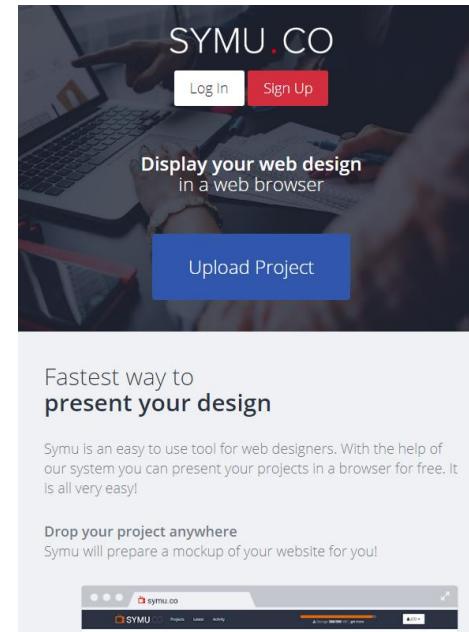 SYMU.CO
Log In Sign Up
Display your web design
in a web browser
Upload Project
Fastest way to
present your design
Symu is an easy to use tool for web designers. With the help of
our system you can present your projects in a browser for free. It
is all very easy!
Drop your project anywhere
Symu will prepare a mockup of your website for you!
symu.co
SYMU.CO Projects Latest Activity